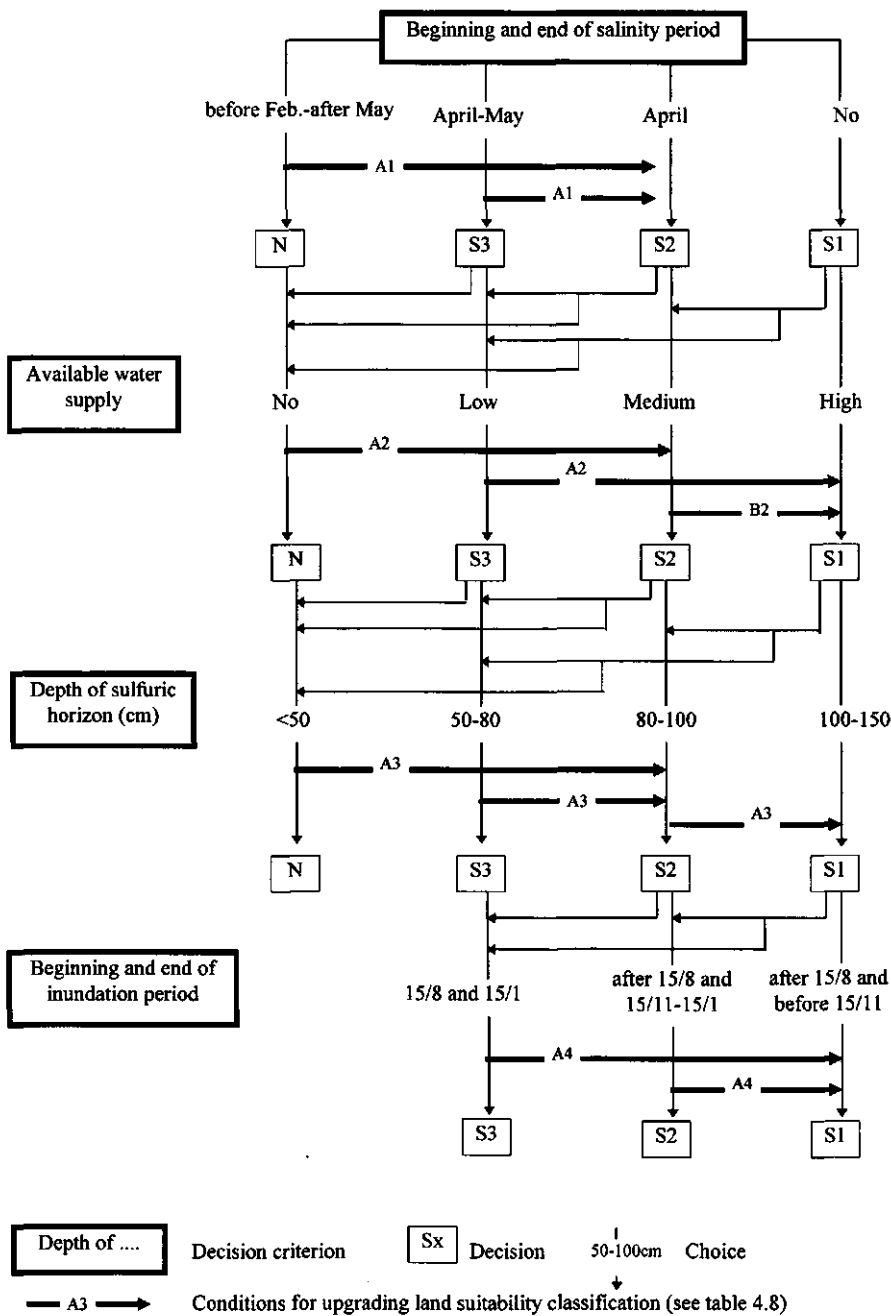 Beginning and end of salinity period
before Feb.-after May
April-May
April
No
A1
A1
N
S3
S2
S1
Available water
supply
No
Low
Medium
High
A2
A2
B2
N
S3
S2
S1
Depth of sulfuric
horizon (cm)
<50
50-80
80-100
100-150
A3
A3
A3
N
S3
S2
S1
Beginning and end of
inundation period
15/8 and 15/1
after 15/8 and
15/11-15/1
after 15/8 and
before 15/11
A4
A4
S3
S2
S1
Depth of ....
Decision criterion
Sx
Decision
50-100cm
Choice
A3
Conditions for upgrading land suitability classification (see table 4.8)